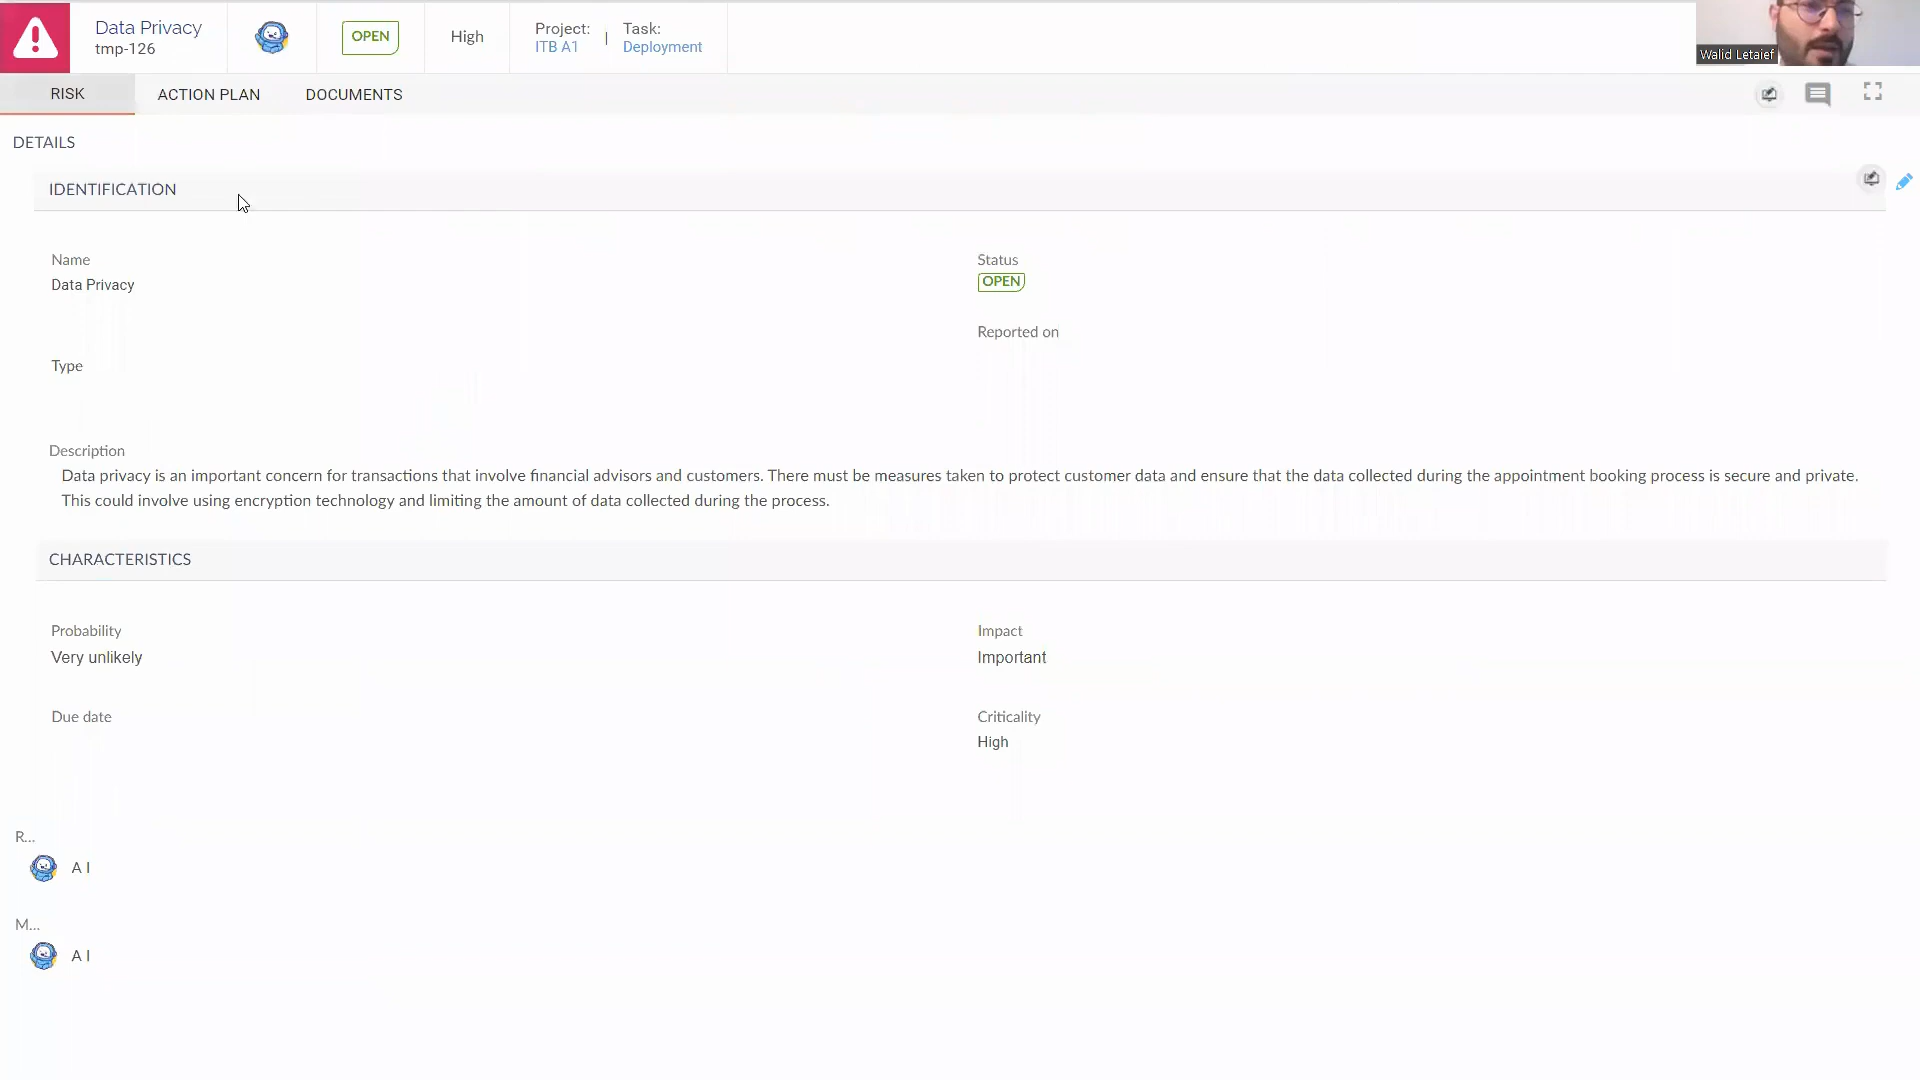 Data Privacy
tmp-126
OPEN
High
Project:
ITB A1
|
Task:
Deployment
Walid Letaief
RISK
ACTION PLAN
DOCUMENTS
DETAILS
IDENTIFICATION
Name
Data Privacy
Status
OPEN
Reported on
Type
Description
Data privacy is an important concern for transactions that involve financial advisors and customers. There must be measures taken to protect customer data and ensure that the data collected during the appointment booking process is secure and private.
This could involve using encryption technology and limiting the amount of data collected during the process.
CHARACTERISTICS
Probability
Very unlikely
Impact
Important
Due date
Criticality
High
R...
A I
M...
A I